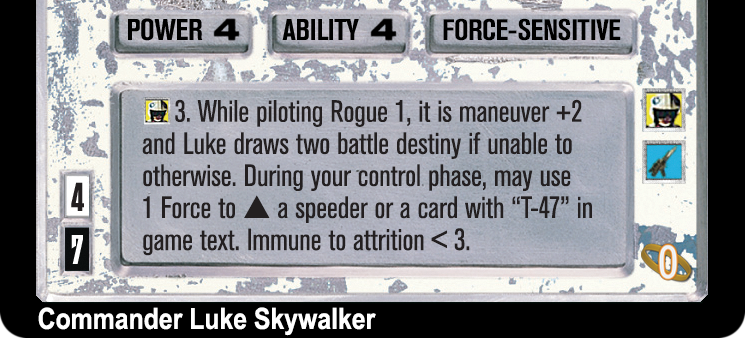 POWER 4 ABILITY 4 FORCE-SENSITIVE
3. While piloting Rogue 1, it is maneuver +2
and Luke draws two battle destiny if unable to
otherwise. During your control phase, may use
1 Force to ▲ a speeder or a card with “T-47” in
game text. Immune to attrition < 3.
4
7
0
Commander Luke Skywalker